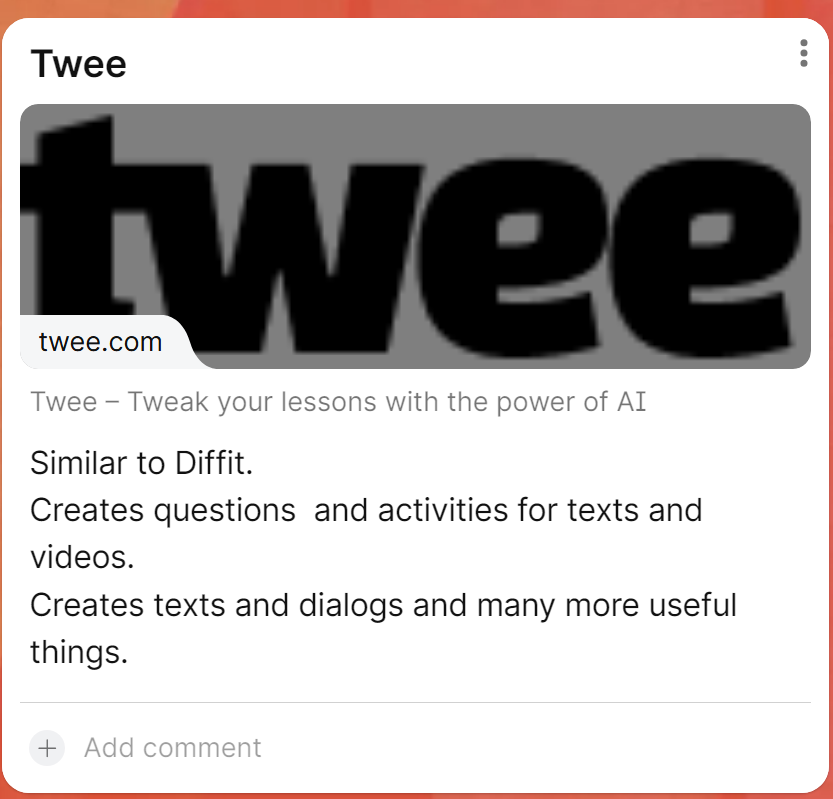 Twee
twee
twee.com
Twee – Tweak your lessons with the power of AI
Similar to Diffit.
Creates questions  and activities for texts and
videos.
Creates texts and dialogs and many more useful
things.
Add comment